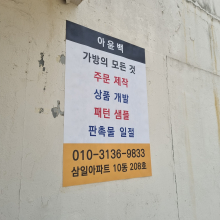 아올백
가방의 모든 것
주문 제작
상품 개발
패턴 샘플
판촉물 일절
010-3136-9833
삼일아파트 10동 208호